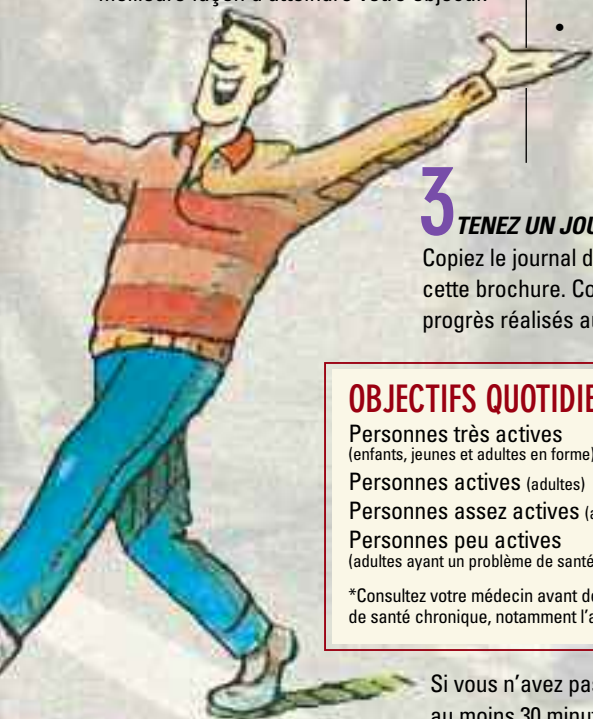 meilleure façon d'atteindre votre objectif.
•
3 TENEZ UN JOU
Copiez le journal d
cette brochure. Co
progrès réalisés au
OBJECTIFS QUOTIDIE
Personnes très actives
(enfants, jeunes et adultes en forme)
Personnes actives (adultes)
Personnes assez actives (a
Personnes peu actives
(adultes ayant un problème de santé
*Consultez votre médecin avant de
de santé chronique, notamment l'a
Si vous n'avez pas
au moins 30 minut